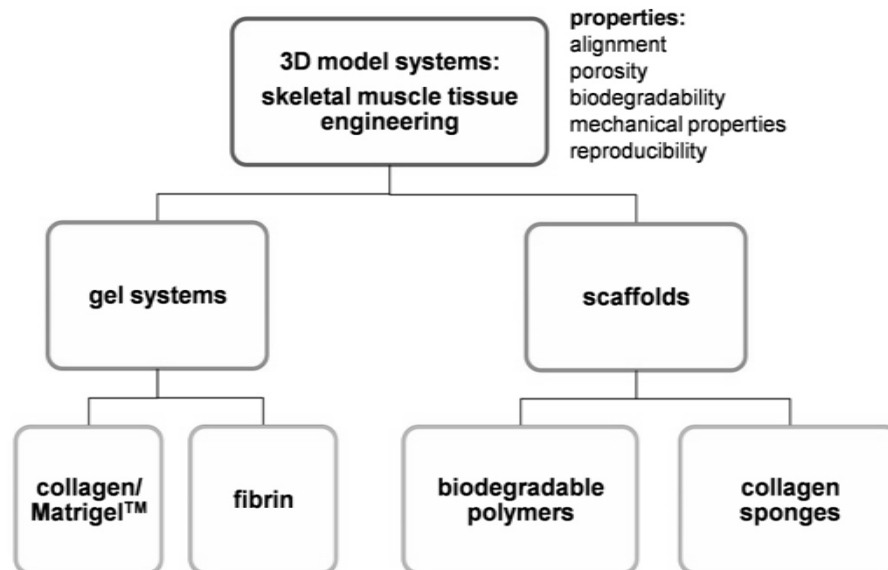 3D model systems:
skeletal muscle tissue
engineering
properties:
alignment
porosity
biodegradability
mechanical properties
reproducibility
gel systems
scaffolds
collagen/
Matrigel™
fibrin
biodegradable
polymers
collagen
sponges